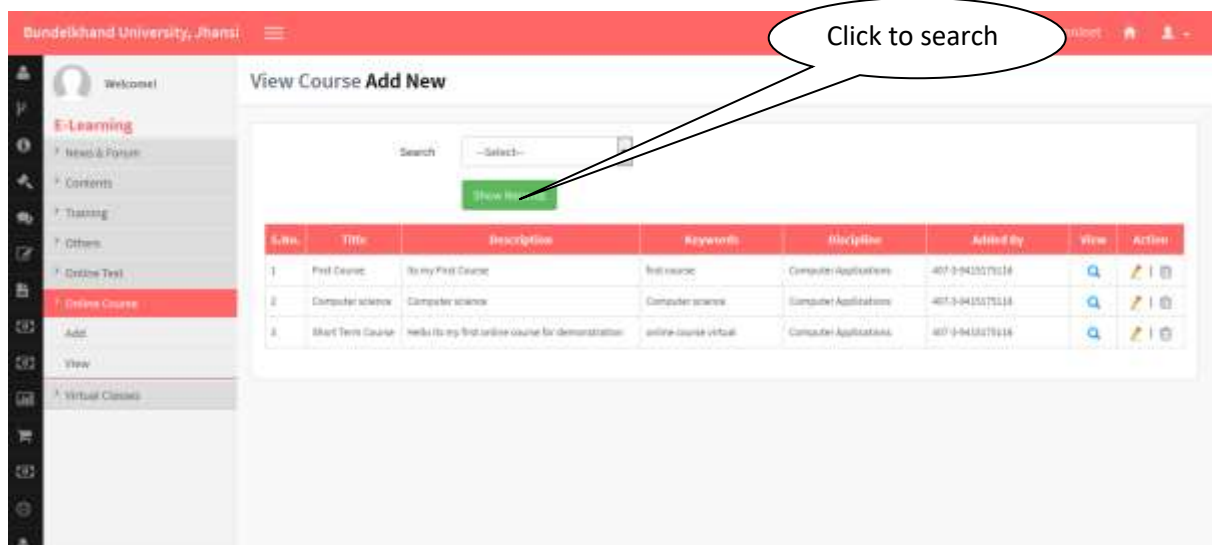 Bundelkhand University, Jhansi
Click to search
Welcome!
View Course Add New
E-Learning
News & Forum
Contents
Training
Others
Online Test
Online Course
Add
View
Virtual Classes
Search --Select--
Show
S.No. Title Description Keywords Discipline Added By View Action
1 First Course Its my First Course first course Computer Applications
2 Computer science Computer science Computer science Computer Applications
3 Short Term Course Hello its my first online course for demonstration online course virtual Computer Applications